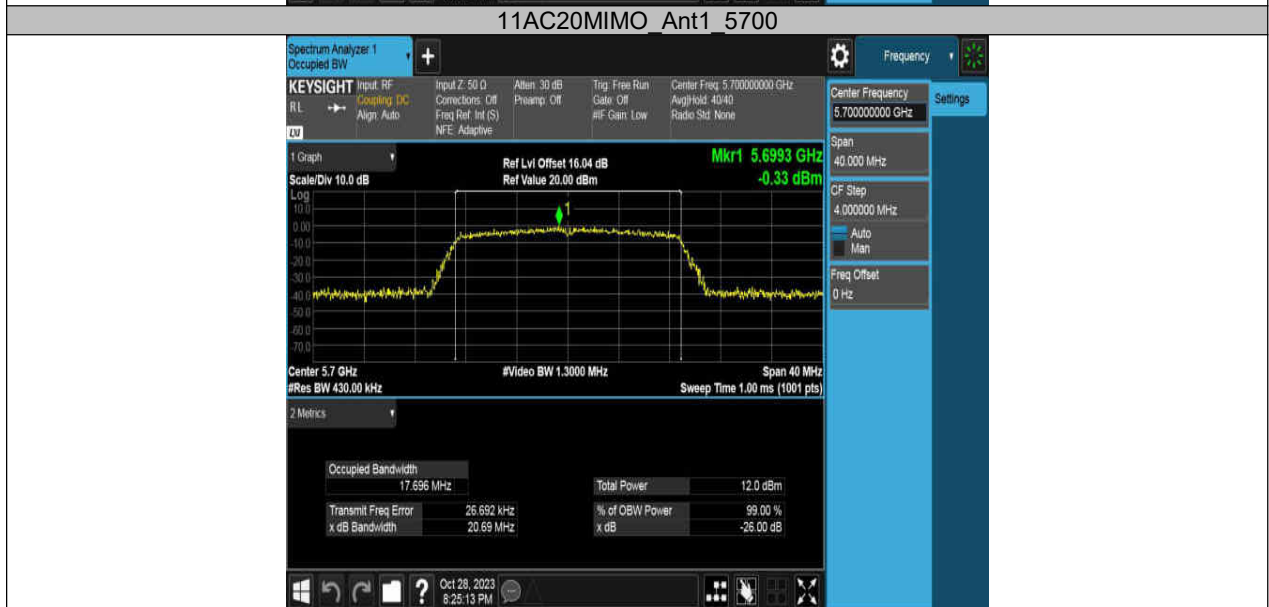 11AC20MIMO_Ant1_5700
Spectrum Analyzer 1
Occupied BW
+
Frequency
KEYSIGHT
RL
LXI
Input: RF
Coupling: DC
Align: Auto
Input Z: 50 Ω
Corrections: Off
Freq Ref: Int (S)
NFE: Adaptive
Atten: 30 dB
Preamp: Off
Trig: Free Run
Gate: Off
#IF Gain: Low
Center Freq: 5.700000000 GHz
Avg|Hold: 40/40
Radio Std: None
Center Frequency
5.700000000 GHz
Settings
Span
40.000 MHz
CF Step
4.000000 MHz
Auto
Man
Freq Offset
0 Hz
1 Graph
Scale/Div 10.0 dB
Ref Lvl Offset 16.04 dB
Ref Value 20.00 dBm
Mkr1 5.6993 GHz
-0.33 dBm
Log
10.0
0.00
-10.0
-20.0
-30.0
-40.0
-50.0
-60.0
-70.0
1
Center 5.7 GHz
#Res BW 430.00 kHz
#Video BW 1.3000 MHz
Span 40 MHz
Sweep Time 1.00 ms (1001 pts)
2 Metrics
Occupied Bandwidth
17.696 MHz
Total Power 12.0 dBm
Transmit Freq Error 26.692 kHz
% of OBW Power 99.00 %
x dB Bandwidth 20.69 MHz
x dB -26.00 dB
?
Oct 28, 2023
8:25:13 PM